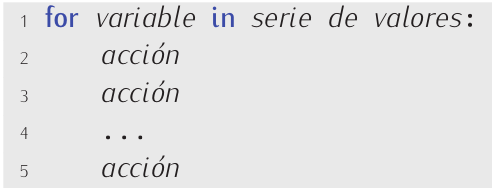 1 for variable in serie de valores:
2 acción
3 acción
4 ...
5 acción